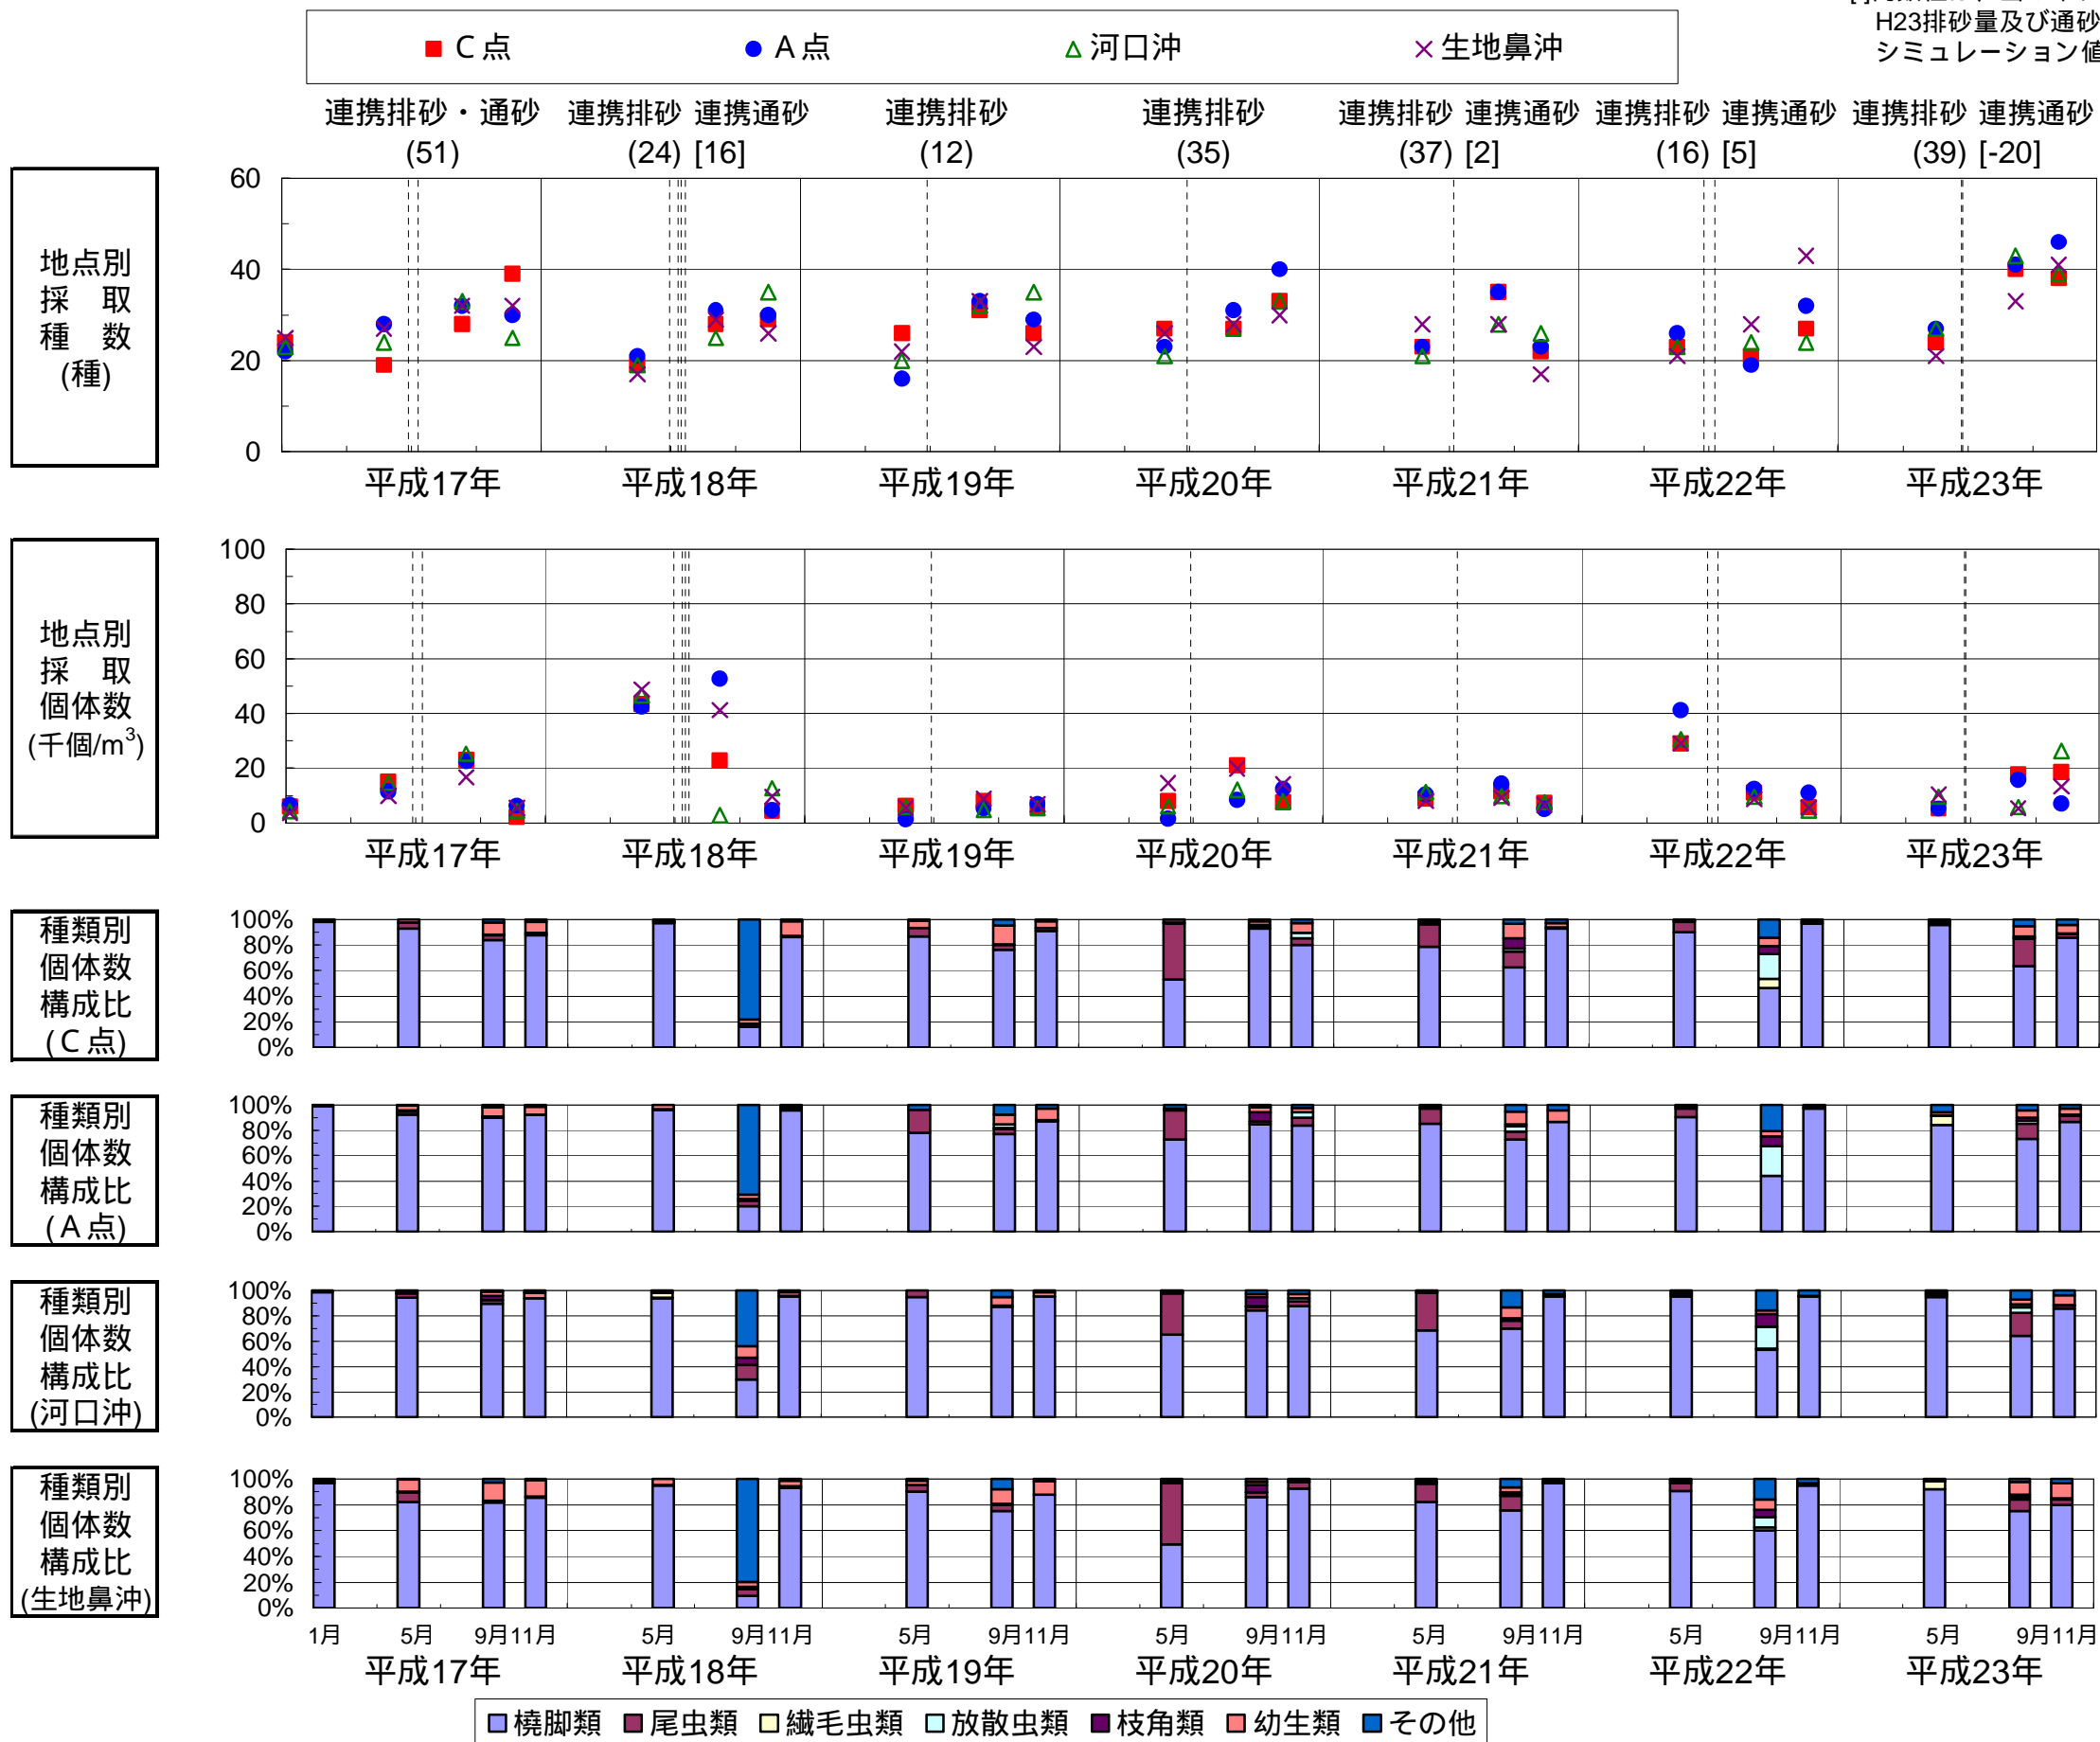 C点 A点 河口沖 生地鼻沖
H23排砂量及び通砂
シミュレーション値
連携排砂・通砂 連携排砂 連携通砂 連携排砂 連携排砂 連携排砂 連携通砂 連携排砂 連携通砂 連携排砂 連携通砂
(51) (24) [16] (12) (35) (37) [2] (16) [5] (39) [-20]
地点別
採 取
種 数
(種)
60
40
20
0
平成17年 平成18年 平成19年 平成20年 平成21年 平成22年 平成23年
地点別
採 取
個体数
(千個/m³)
100
80
60
40
20
0
平成17年 平成18年 平成19年 平成20年 平成21年 平成22年 平成23年
種類別
個体数
構成比
(C点)
100%
80%
60%
40%
20%
0%
種類別
個体数
構成比
(A点)
100%
80%
60%
40%
20%
0%
種類別
個体数
構成比
(河口沖)
100%
80%
60%
40%
20%
0%
種類別
個体数
構成比
(生地鼻沖)
100%
80%
60%
40%
20%
0%
1月 5月 9月11月 5月 9月11月 5月 9月11月 5月 9月11月 5月 9月11月 5月 9月11月 5月 9月11月
平成17年 平成18年 平成19年 平成20年 平成21年 平成22年 平成23年
橈脚類 尾虫類 繊毛虫類 放散虫類 枝角類 幼生類 その他